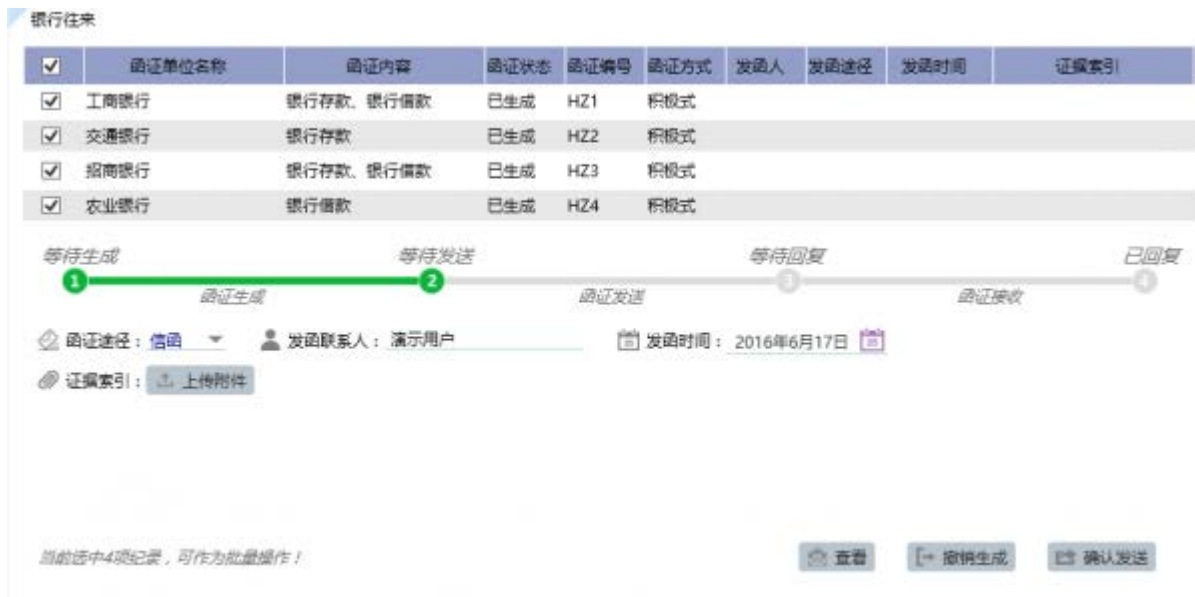 银行往来
函证单位名称 函证内容 函证状态 函证编号 函证方式 发函人 发函途径 发函时间 证据索引
工商银行 银行存款、银行借款 已生成 HZ1 积极式
交通银行 银行存款 已生成 HZ2 积极式
招商银行 银行存款、银行借款 已生成 HZ3 积极式
农业银行 银行借款 已生成 HZ4 积极式
等待生成 等待发送 等待回复 已回复
1 2 3 4
函证生成 函证发送 函证接收
函证途径：信函 发函联系人：演示用户 发函时间：2016年6月17日
证据索引：上传附件
当前选中4项纪录，可作为批量操作！ 查看 撤销生成 确认发送